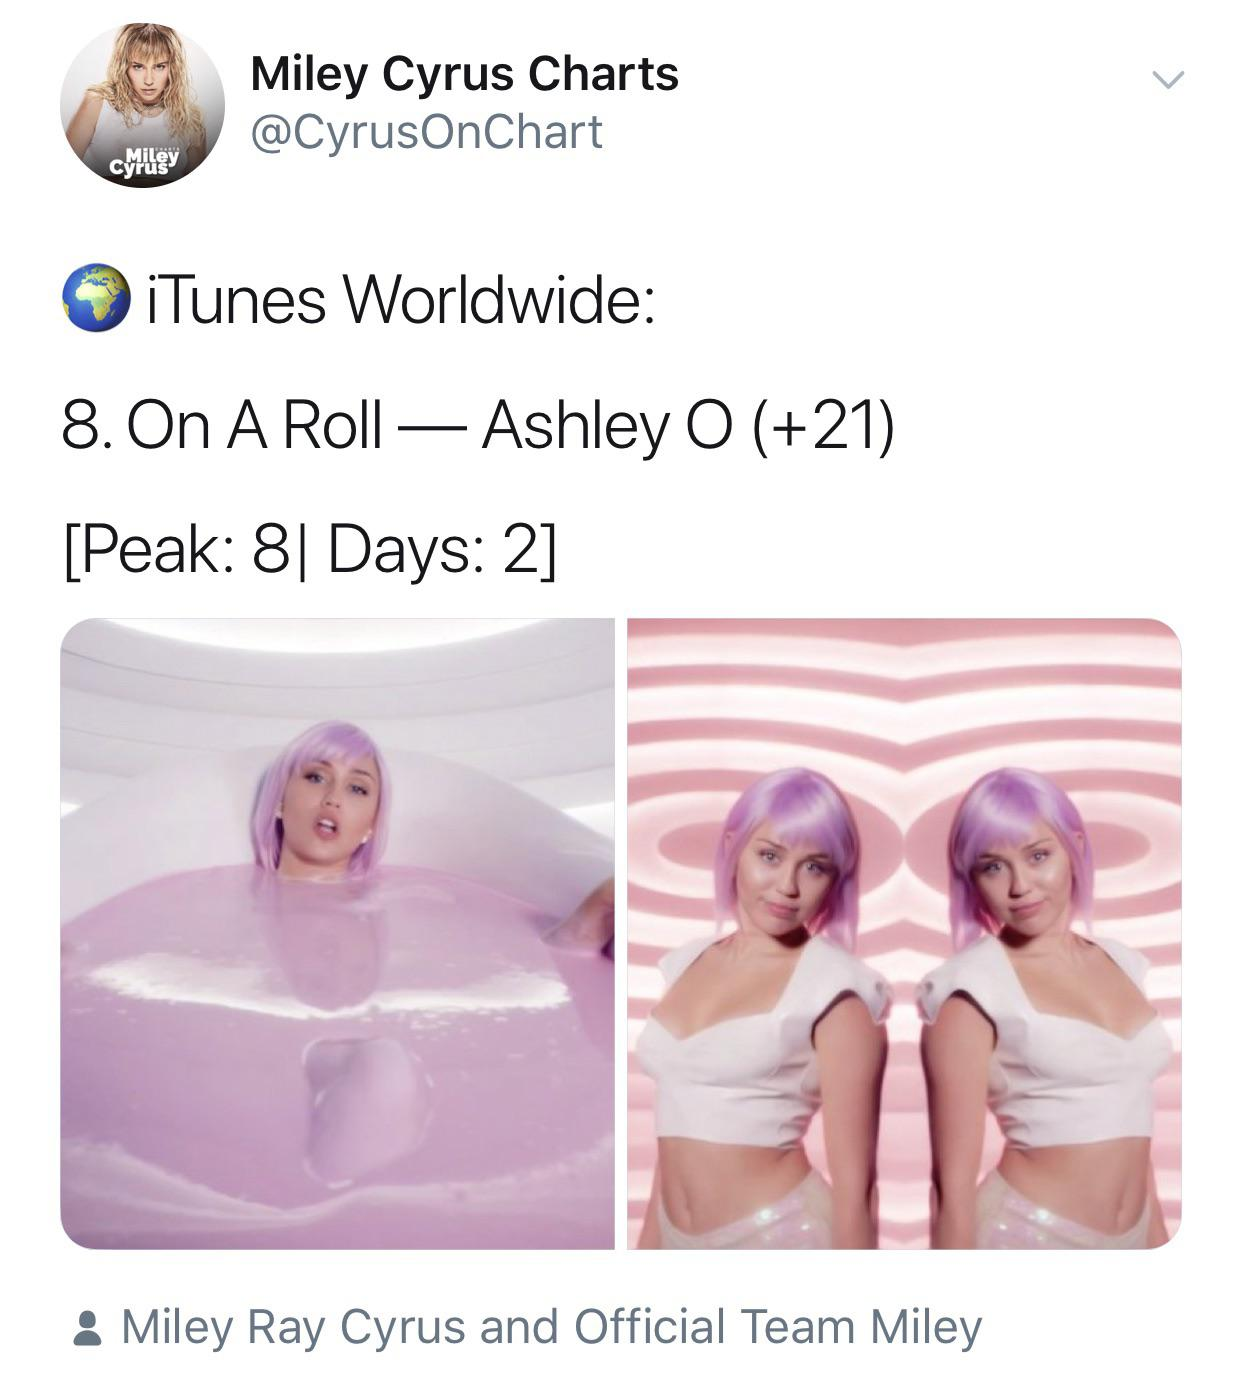 Miley Cyrus Charts
@CyrusOnChart
CHARTS
Miley
Cyrus
🌍 iTunes Worldwide:
8. On A Roll — Ashley O (+21)
[Peak: 8| Days: 2]
Miley Ray Cyrus and Official Team Miley